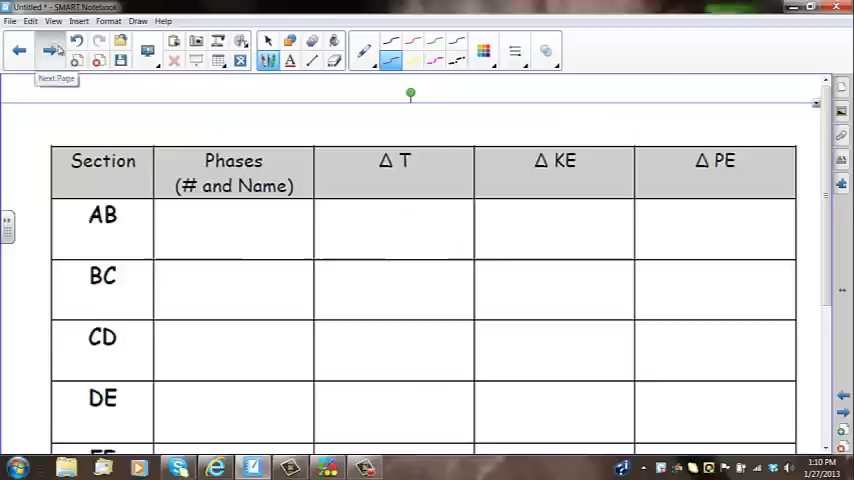 Untitled * - SMART Notebook
File Edit View Insert Format Draw Help
Next Page
Section Phases Δ T Δ KE Δ PE
(# and Name)
AB
BC
CD
DE
1:10 PM
1/27/2013